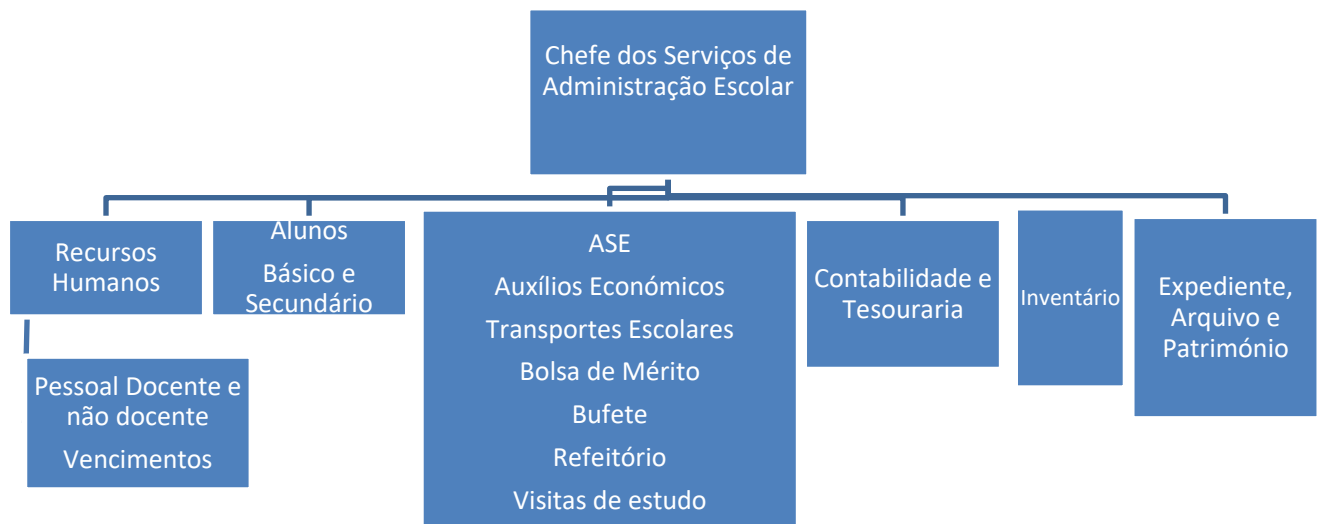 Chefe dos Serviços de
Administração Escolar
Recursos
Humanos
Alunos
Básico e
Secundário
ASE
Auxílios Económicos
Transportes Escolares
Bolsa de Mérito
Bufete
Refeitório
Visitas de estudo
Contabilidade e
Tesouraria
Inventário
Expediente,
Arquivo e
Património
Pessoal Docente e
não docente
Vencimentos